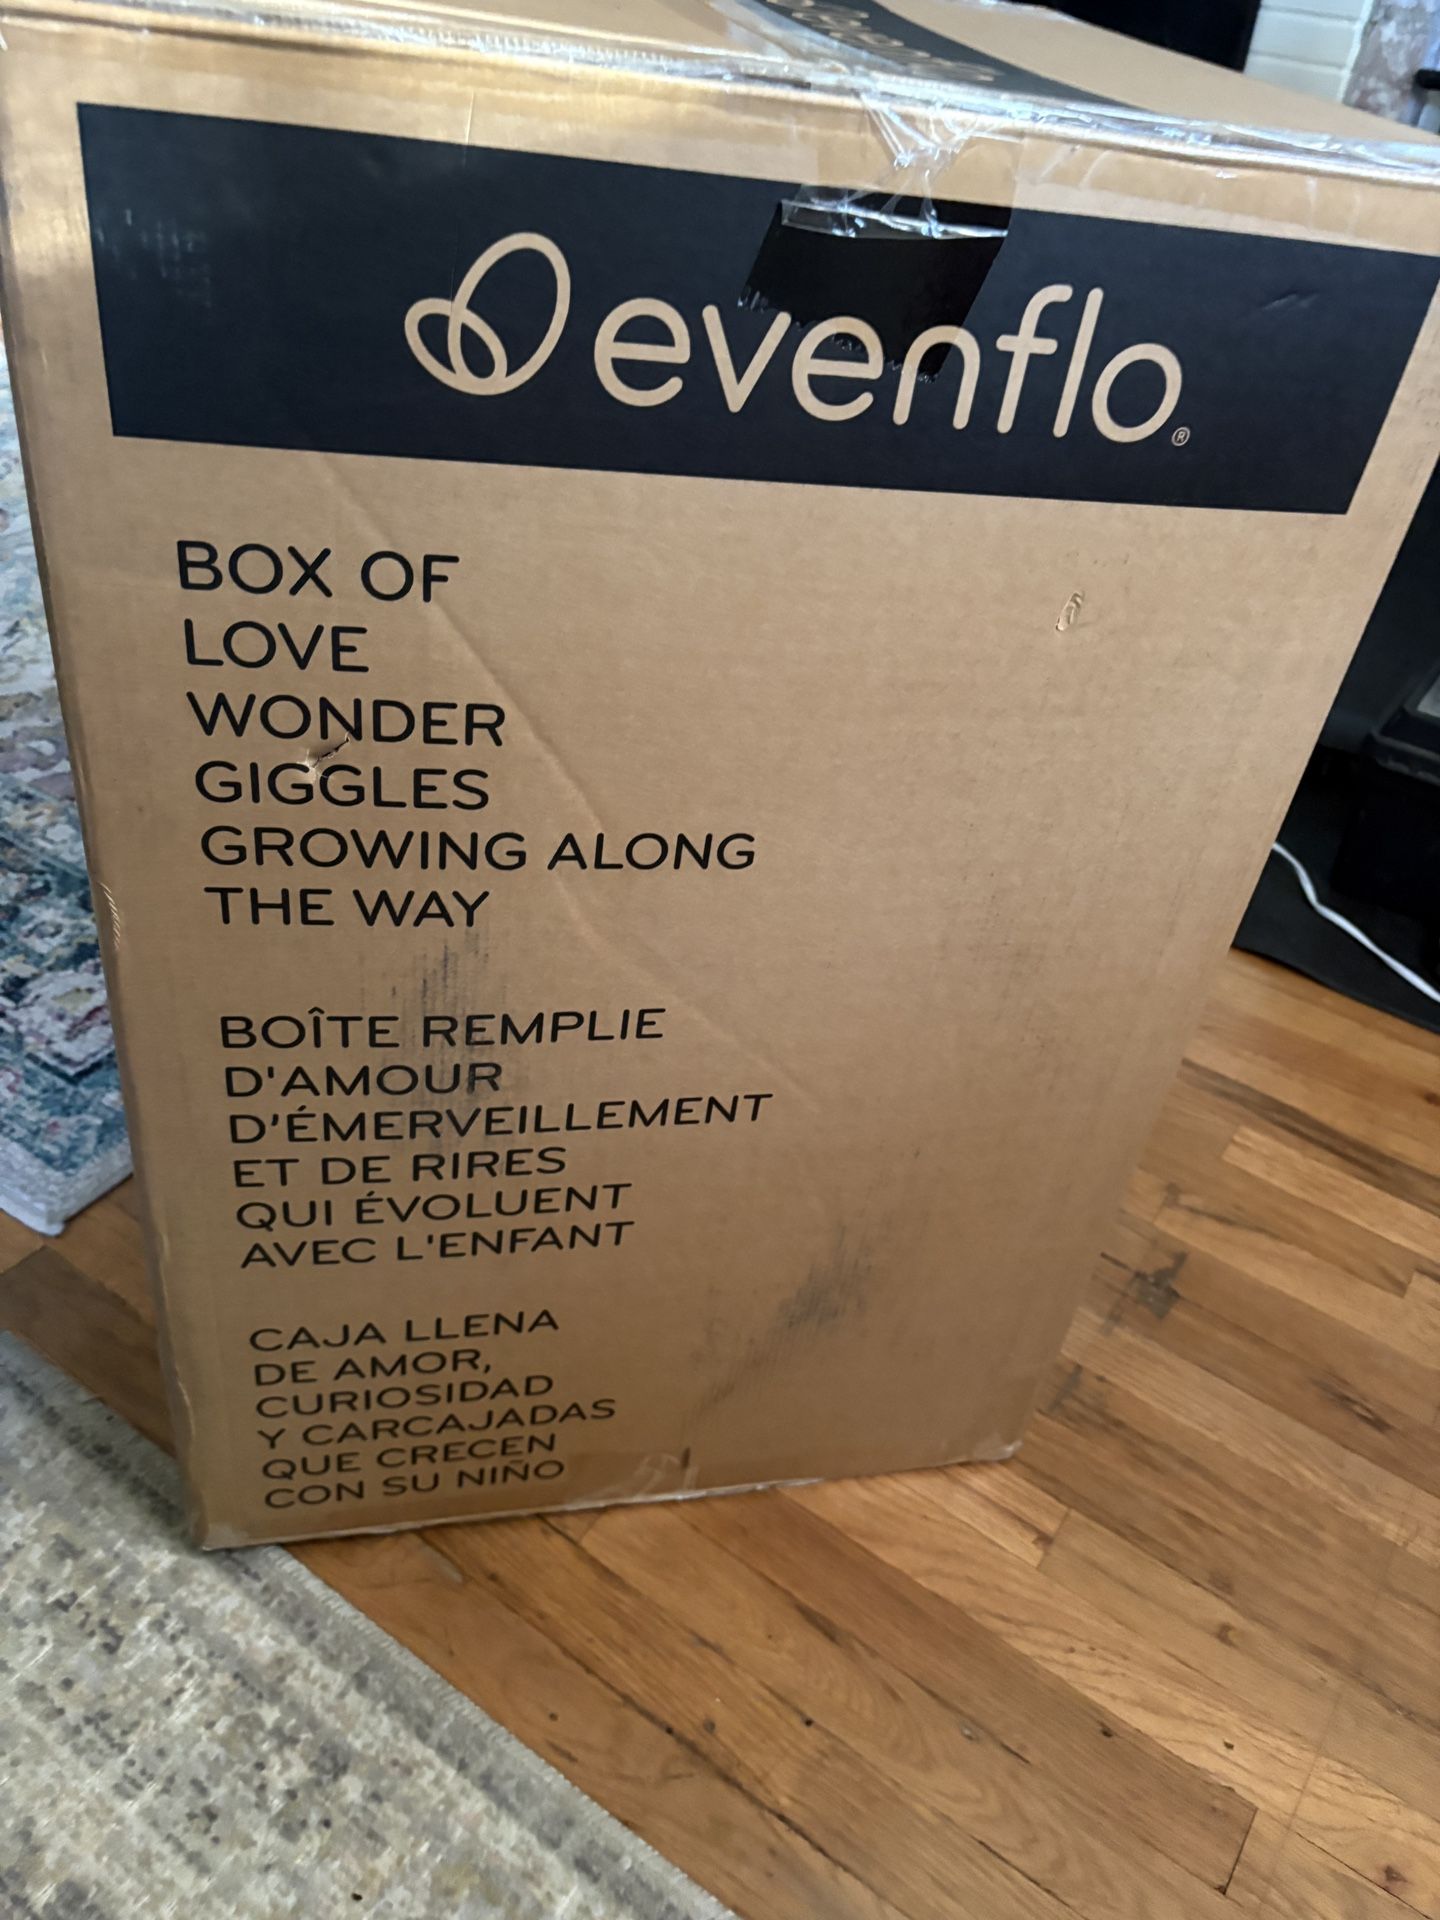 evenflo®
BOX OF
LOVE
WONDER
GIGGLES
GROWING ALONG
THE WAY
BOÎTE REMPLIE
D'AMOUR
D'ÉMERVEILLEMENT
ET DE RIRES
QUI ÉVOLUENT
AVEC L'ENFANT
CAJA LLENA
DE AMOR,
CURIOSIDAD
Y CARCAJADAS
QUE CRECEN
CON SU NIÑO